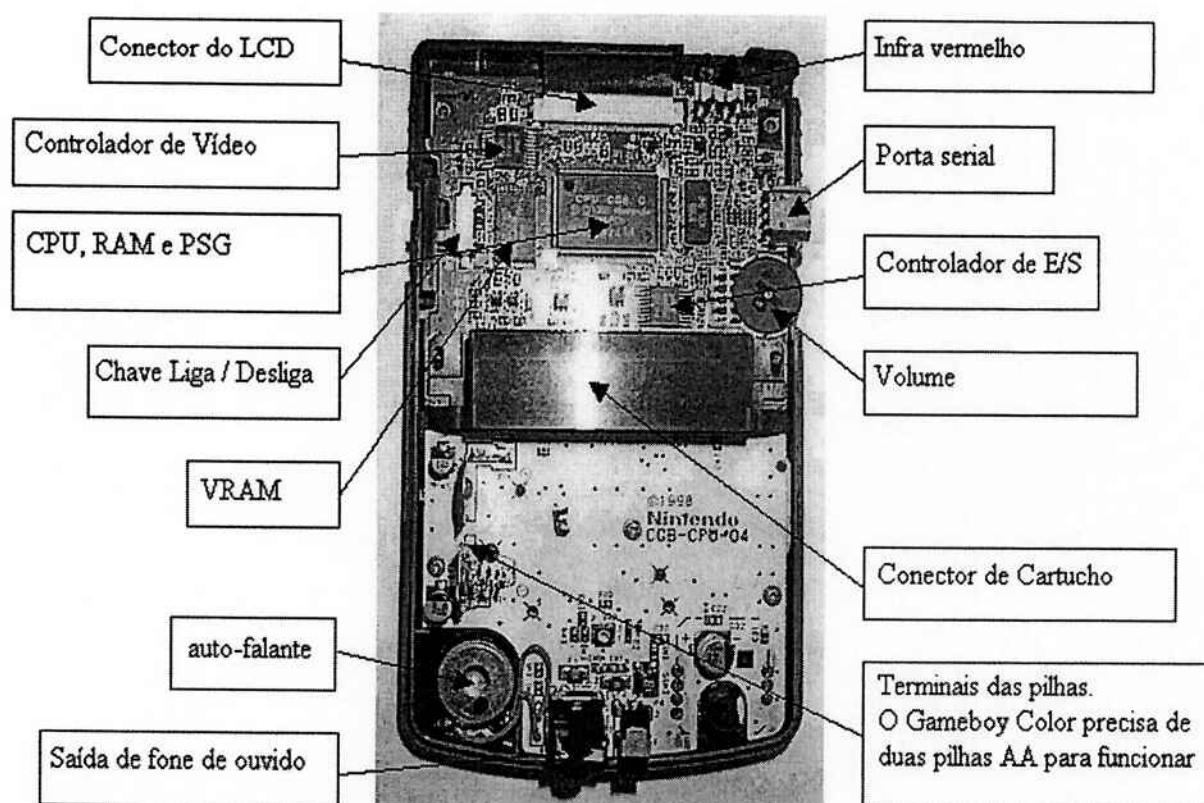 Conector do LCD
Controlador de Vídeo
CPU, RAM e PSG
Chave Liga / Desliga
VRAM
auto-falante
Saída de fone de ouvido
Infra vermelho
Porta serial
Controlador de E/S
Volume
Conector de Cartucho
Terminais das pilhas.
O Gameboy Color precisa de
duas pilhas AA para funcionar
©1998
Nintendo
CGB-CPU-04